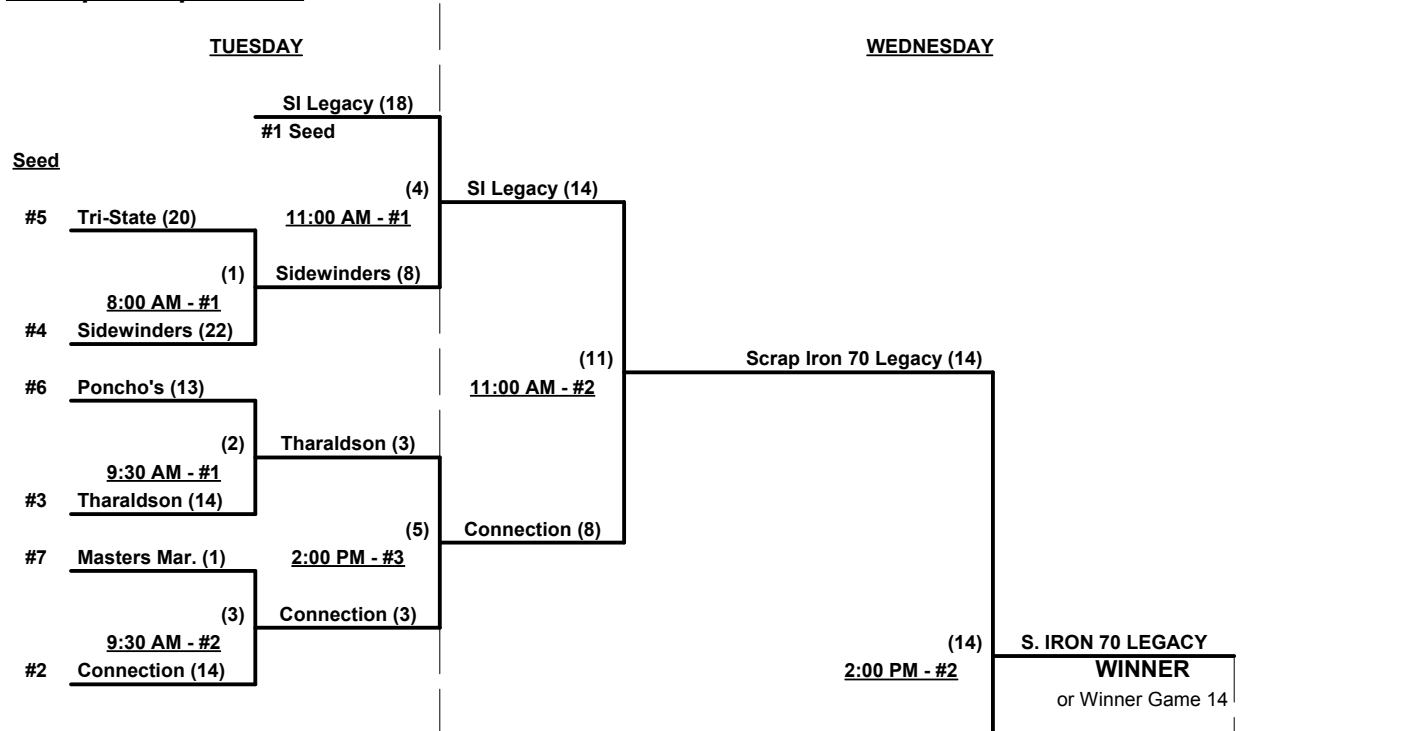 TUESDAY
WEDNESDAY
SI Legacy (18)
#1 Seed
Seed
(4)
SI Legacy (14)
#5 Tri-State (20)
11:00 AM - #1
(1)
Sidewinders (8)
8:00 AM - #1
#4 Sidewinders (22)
(11)
Scrap Iron 70 Legacy (14)
#6 Poncho's (13)
11:00 AM - #2
(2)
Tharaldson (3)
9:30 AM - #1
#3 Tharaldson (14)
(5)
Connection (8)
#7 Masters Mar. (1)
2:00 PM - #3
(3)
Connection (3)
9:30 AM - #2
(14)
S. IRON 70 LEGACY
#2 Connection (14)
2:00 PM - #2
WINNER
or Winner Game 14